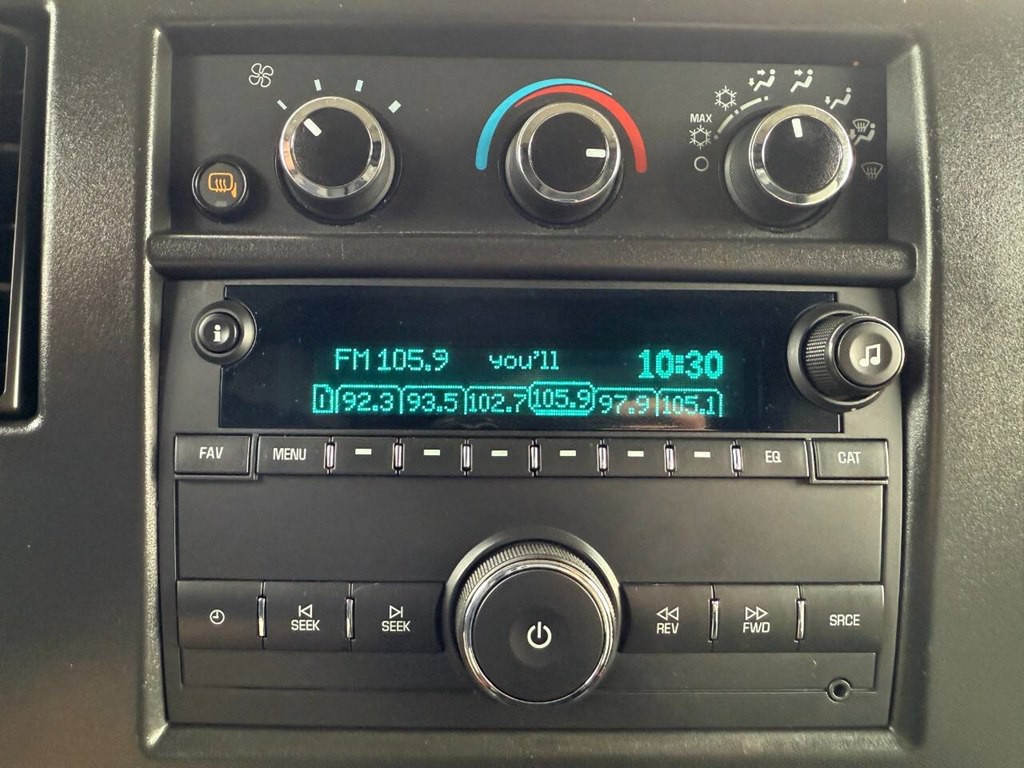 MAX
i
FM 105.9 you'll 10:30
1 92.3 93.5 102.7 105.9 97.9 105.1
FAV MENU EQ CAT
SEEK SEEK REV FWD SRCE